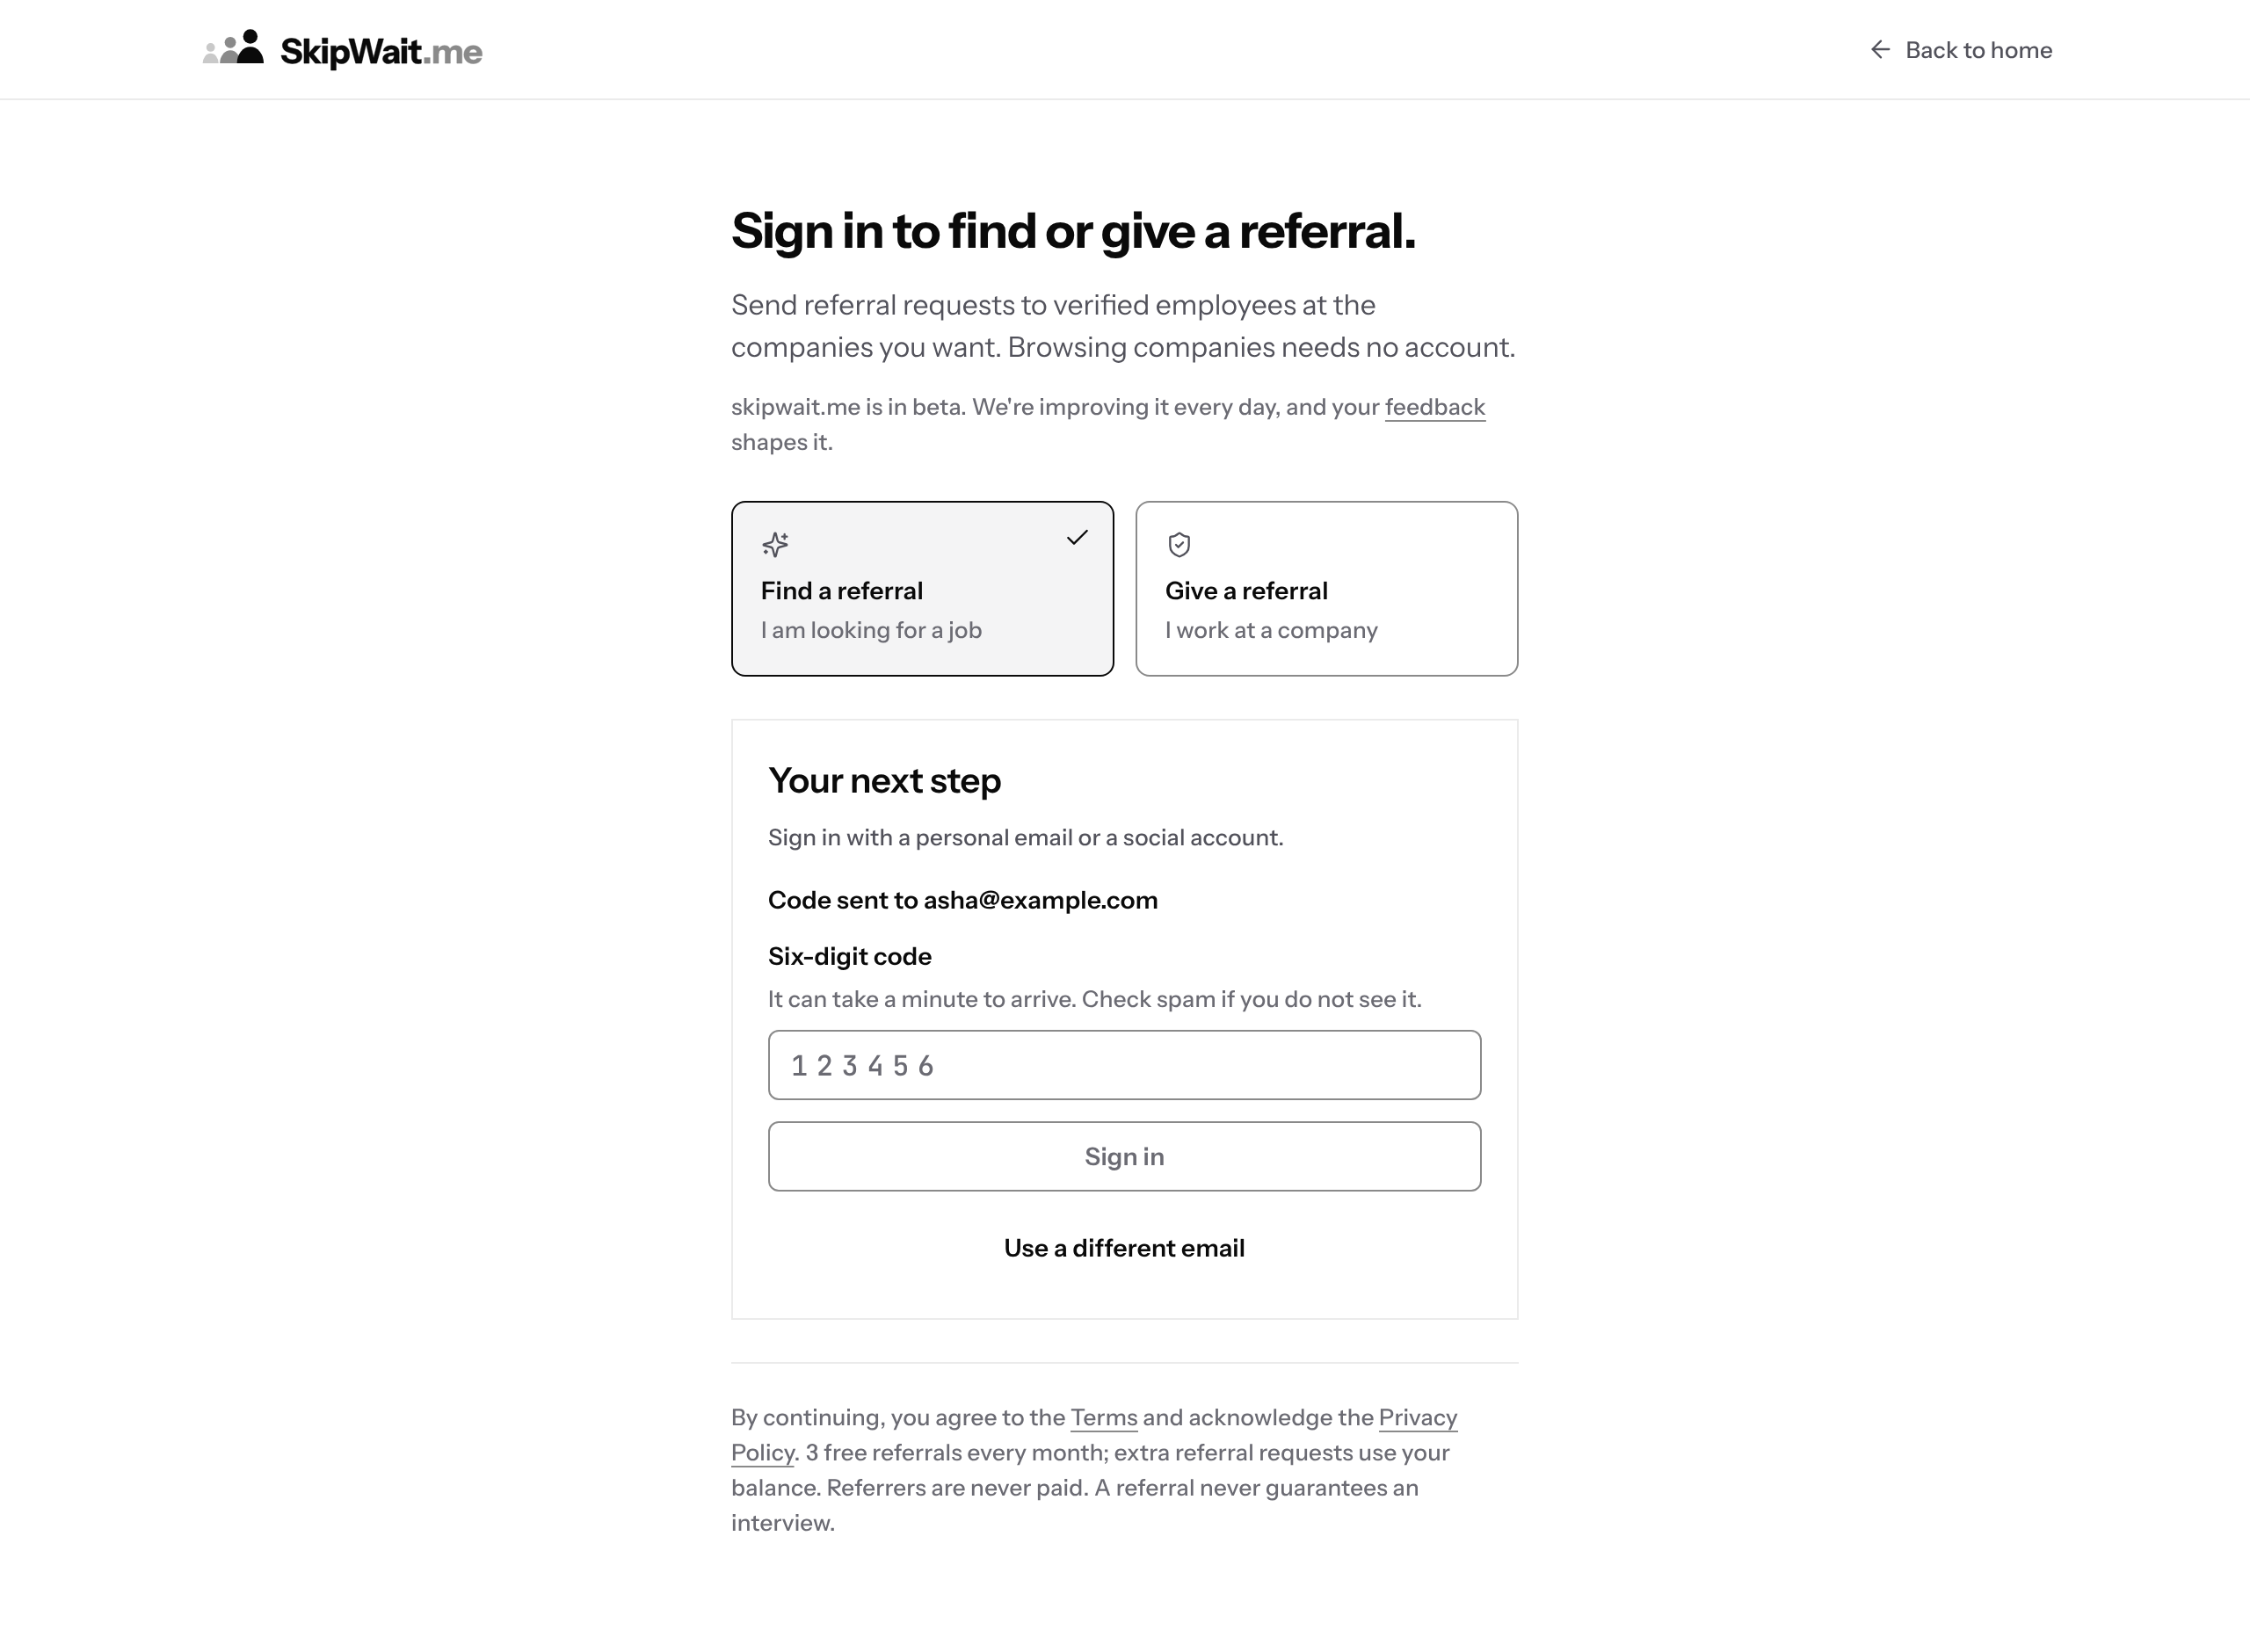 SkipWait.me
Back to home
Sign in to find or give a referral.
Send referral requests to verified employees at the
companies you want. Browsing companies needs no account.
skipwait.me is in beta. We're improving it every day, and your feedback
shapes it.
Find a referral
I am looking for a job
Give a referral
I work at a company
Your next step
Sign in with a personal email or a social account.
Code sent to asha@example.com
Six-digit code
It can take a minute to arrive. Check spam if you do not see it.
1 2 3 4 5 6
Sign in
Use a different email
By continuing, you agree to the Terms and acknowledge the Privacy
Policy. 3 free referrals every month; extra referral requests use your
balance. Referrers are never paid. A referral never guarantees an
interview.